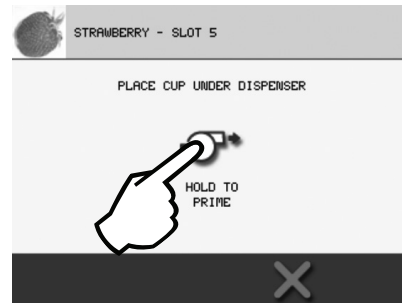 STRAWBERRY - SLOT 5
PLACE CUP UNDER DISPENSER
HOLD TO
PRIME